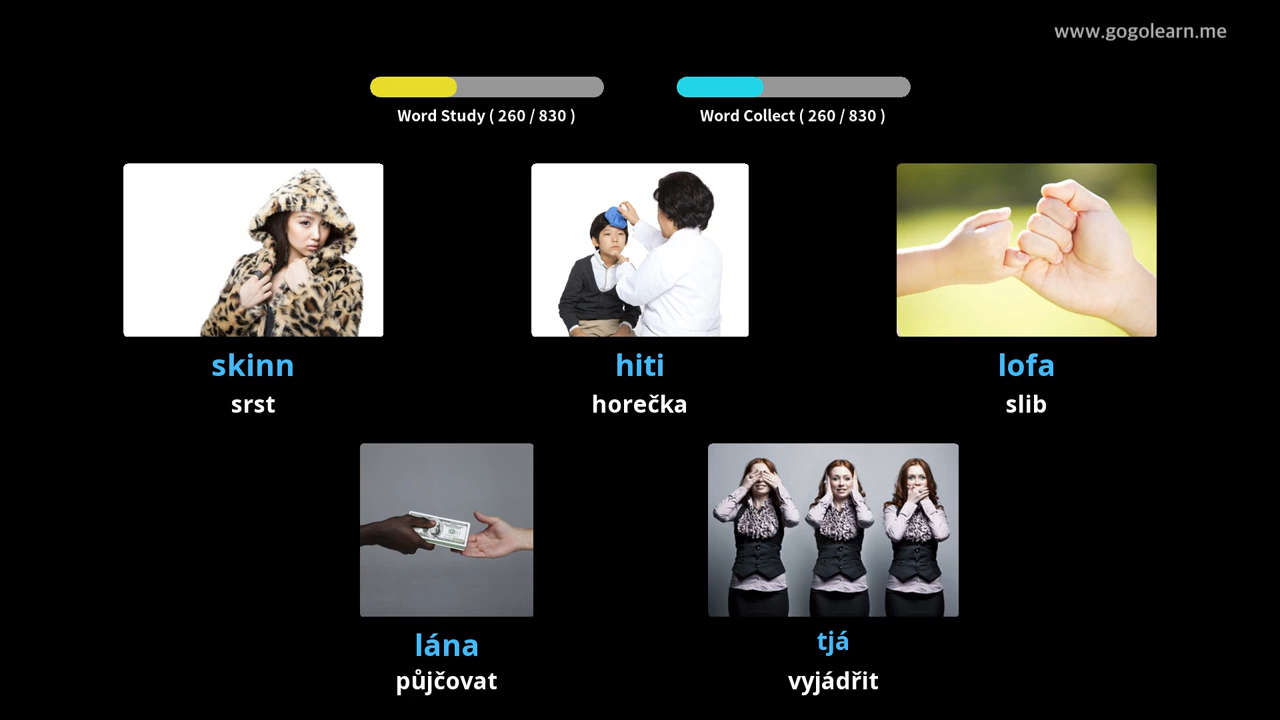 www.gogolearn.me
Word Study ( 260 / 830 )
Word Collect ( 260 / 830 )
skinn
srst
hiti
horečka
lofa
slib
lána
půjčovat
tjá
vyjádřit